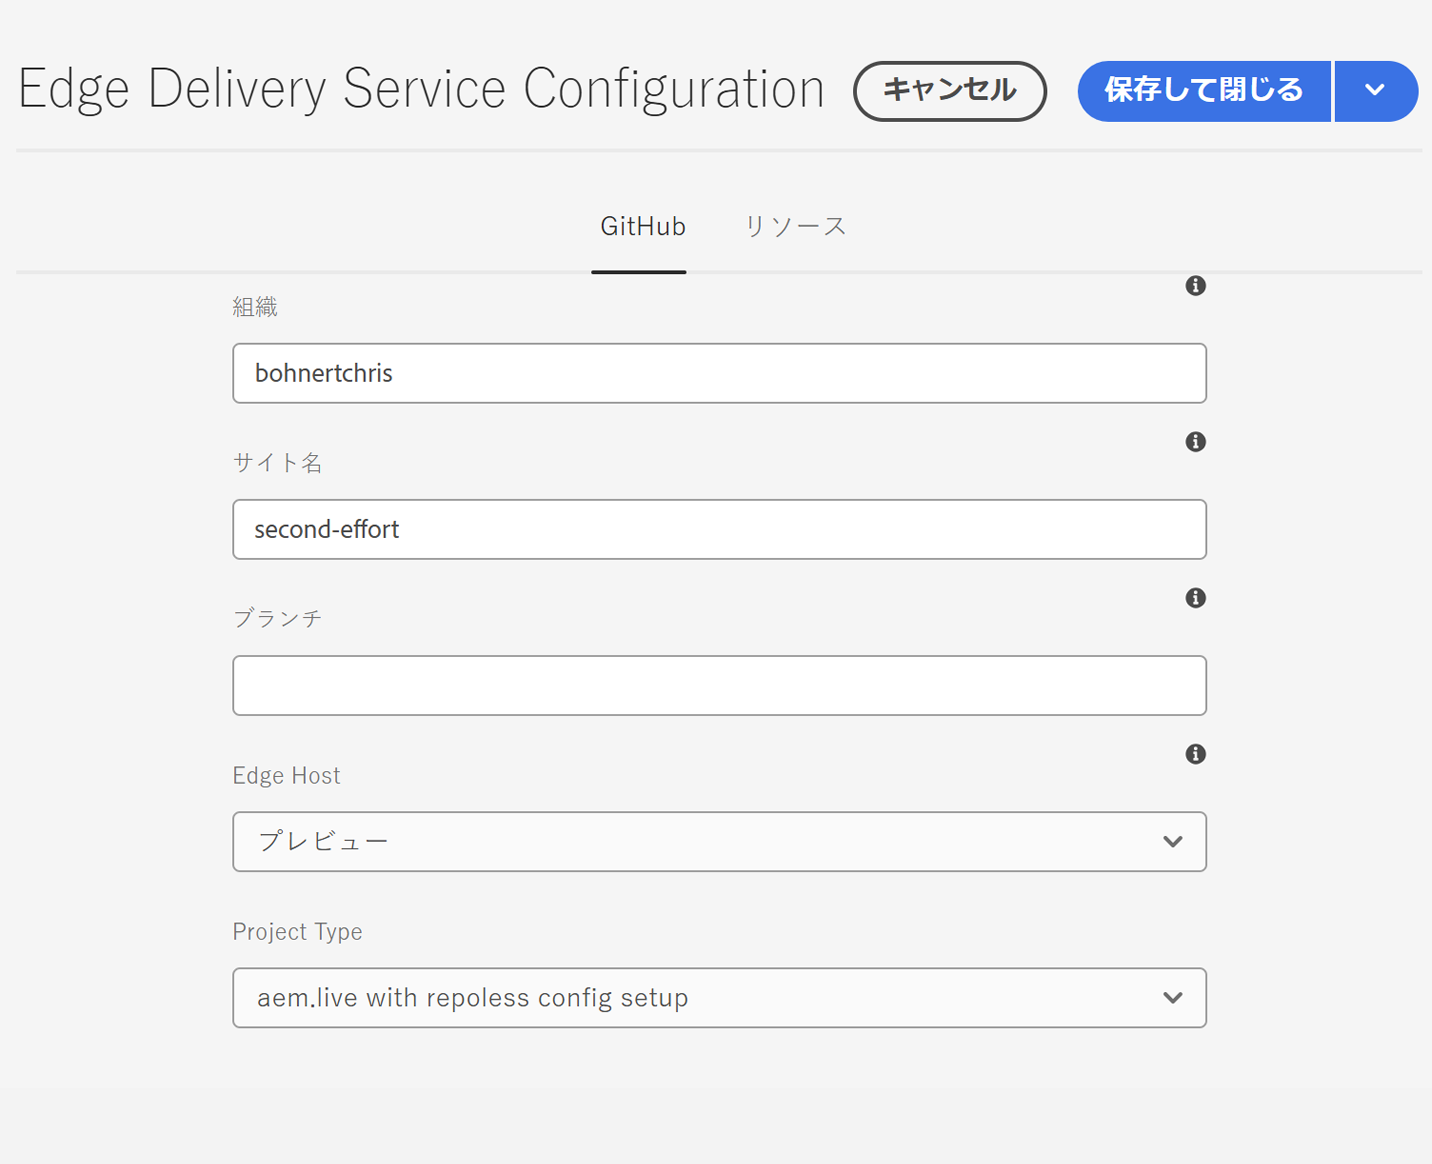 Edge Delivery Service Configuration
キャンセル
保存して閉じる
GitHub
リソース
組織
bohnertchris
サイト名
second-effort
ブランチ
Edge Host
プレビュー
Project Type
aem.live with repoless config setup